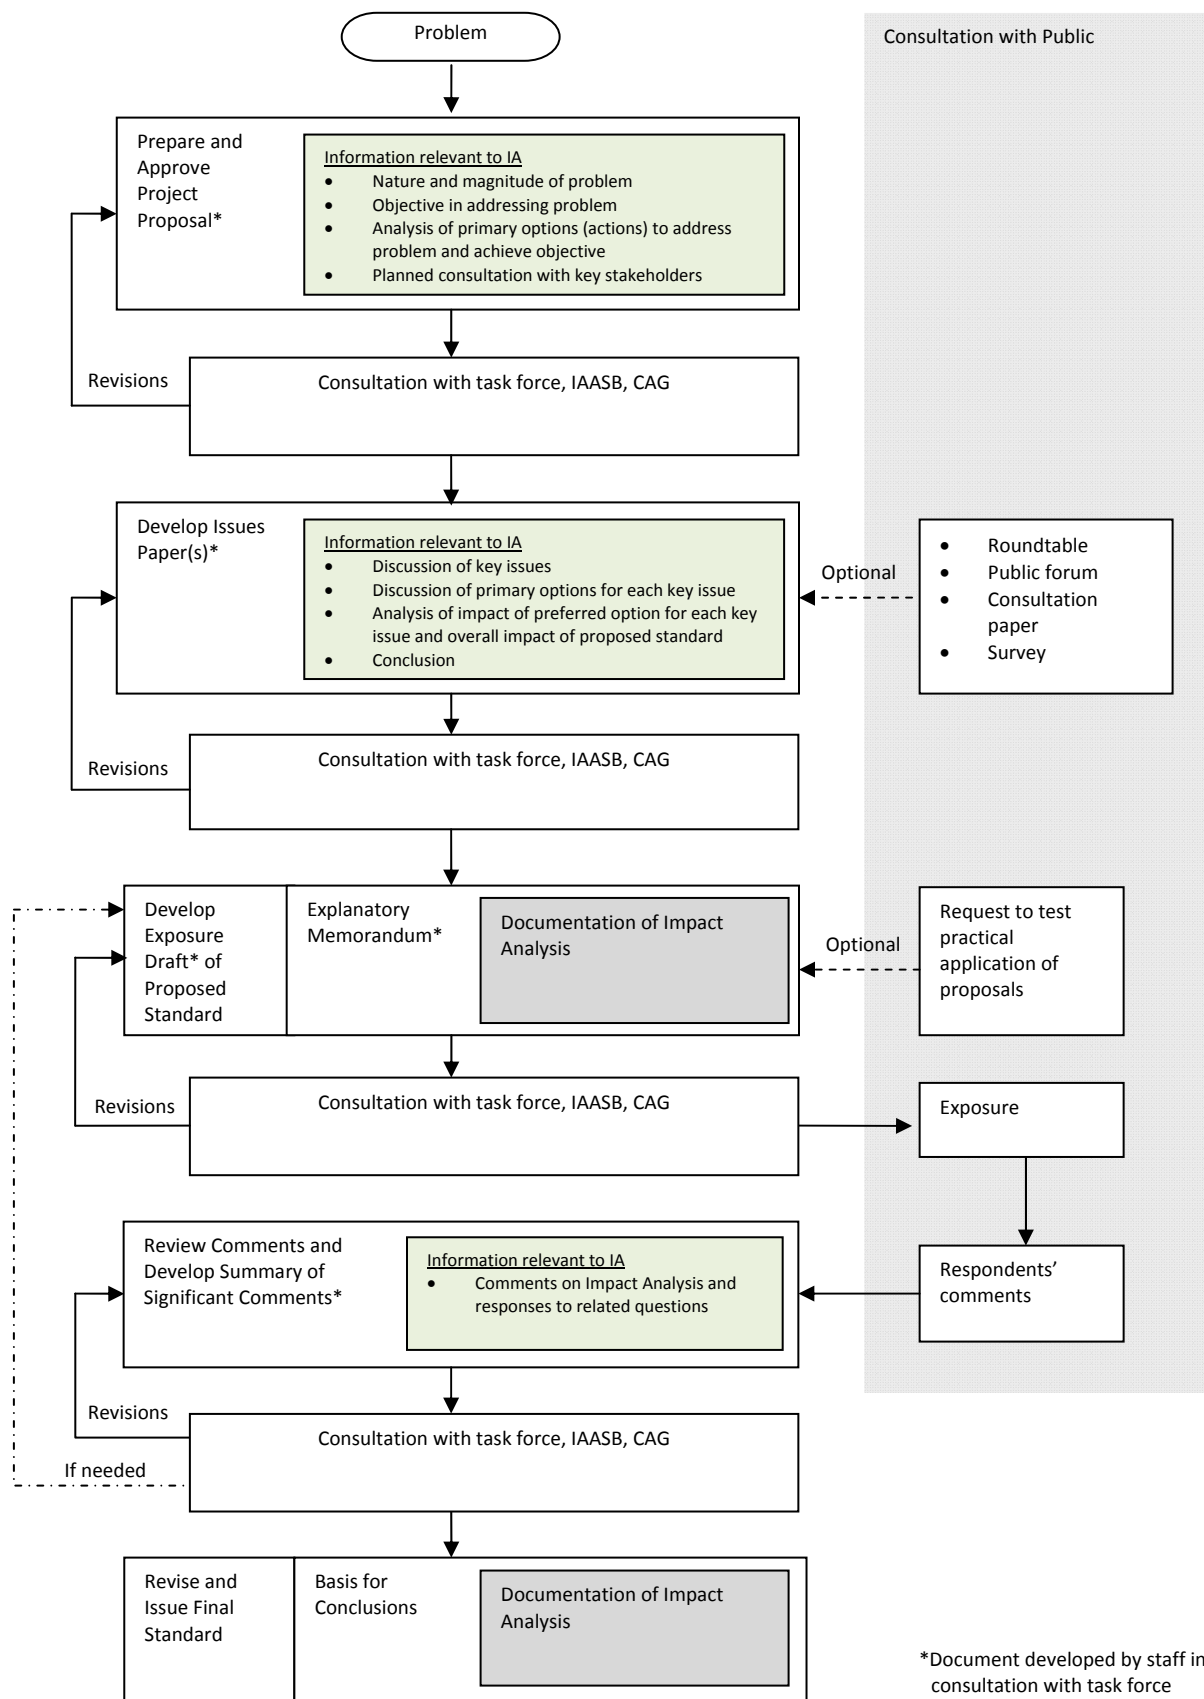 Problem
Consultation with Public
Prepare and
Approve
Project
Proposal*
Information relevant to IA
• Nature and magnitude of problem
• Objective in addressing problem
• Analysis of primary options (actions) to address
problem and achieve objective
• Planned consultation with key stakeholders
Revisions
Consultation with task force, IAASB, CAG
Develop Issues
Paper(s)*
Information relevant to IA
• Discussion of key issues
• Discussion of primary options for each key issue
• Analysis of impact of preferred option for each key
issue and overall impact of proposed standard
• Conclusion
Optional
• Roundtable
• Public forum
• Consultation
paper
• Survey
Revisions
Consultation with task force, IAASB, CAG
Develop
Exposure
Draft* of
Proposed
Standard
Explanatory
Memorandum*
Documentation of Impact
Analysis
Optional
Request to test
practical
application of
proposals
Revisions
Consultation with task force, IAASB, CAG
Exposure
Review Comments and
Develop Summary of
Significant Comments*
Information relevant to IA
• Comments on Impact Analysis and
responses to related questions
Respondents’
comments
Revisions
Consultation with task force, IAASB, CAG
If needed
Revise and
Issue Final
Standard
Basis for
Conclusions
Documentation of Impact
Analysis
*Document developed by staff in
consultation with task force